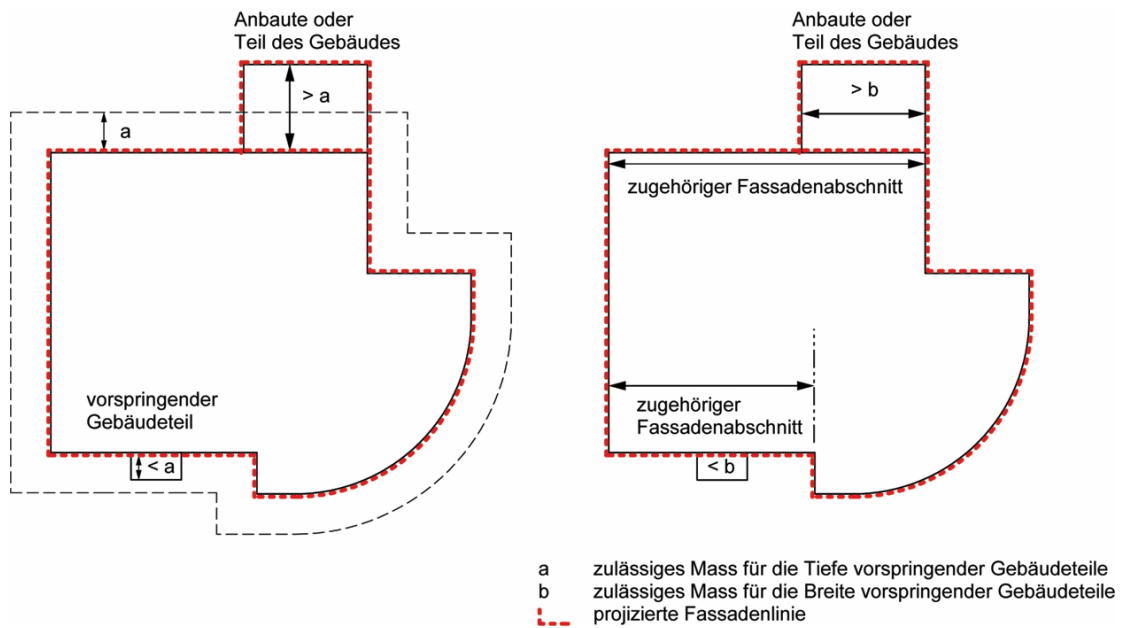 Anbaute oder
Teil des Gebäudes
> a
a
vorspringender
Gebäudeteil
< a
Anbaute oder
Teil des Gebäudes
> b
zugehöriger Fassadenabschnitt
zugehöriger
Fassadenabschnitt
< b
a zulässiges Mass für die Tiefe vorspringender Gebäudeteile
b zulässiges Mass für die Breite vorspringender Gebäudeteile
projizierte Fassadenlinie